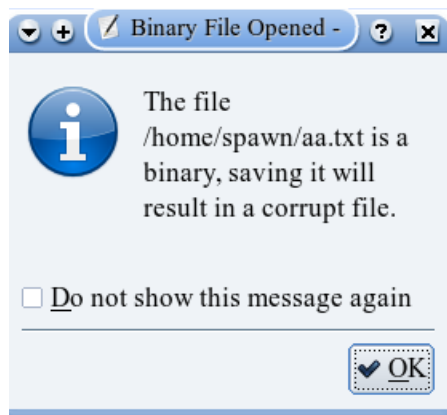 Binary File Opened -
The file
/home/spawn/aa.txt is a
binary, saving it will
result in a corrupt file.
Do not show this message again
OK